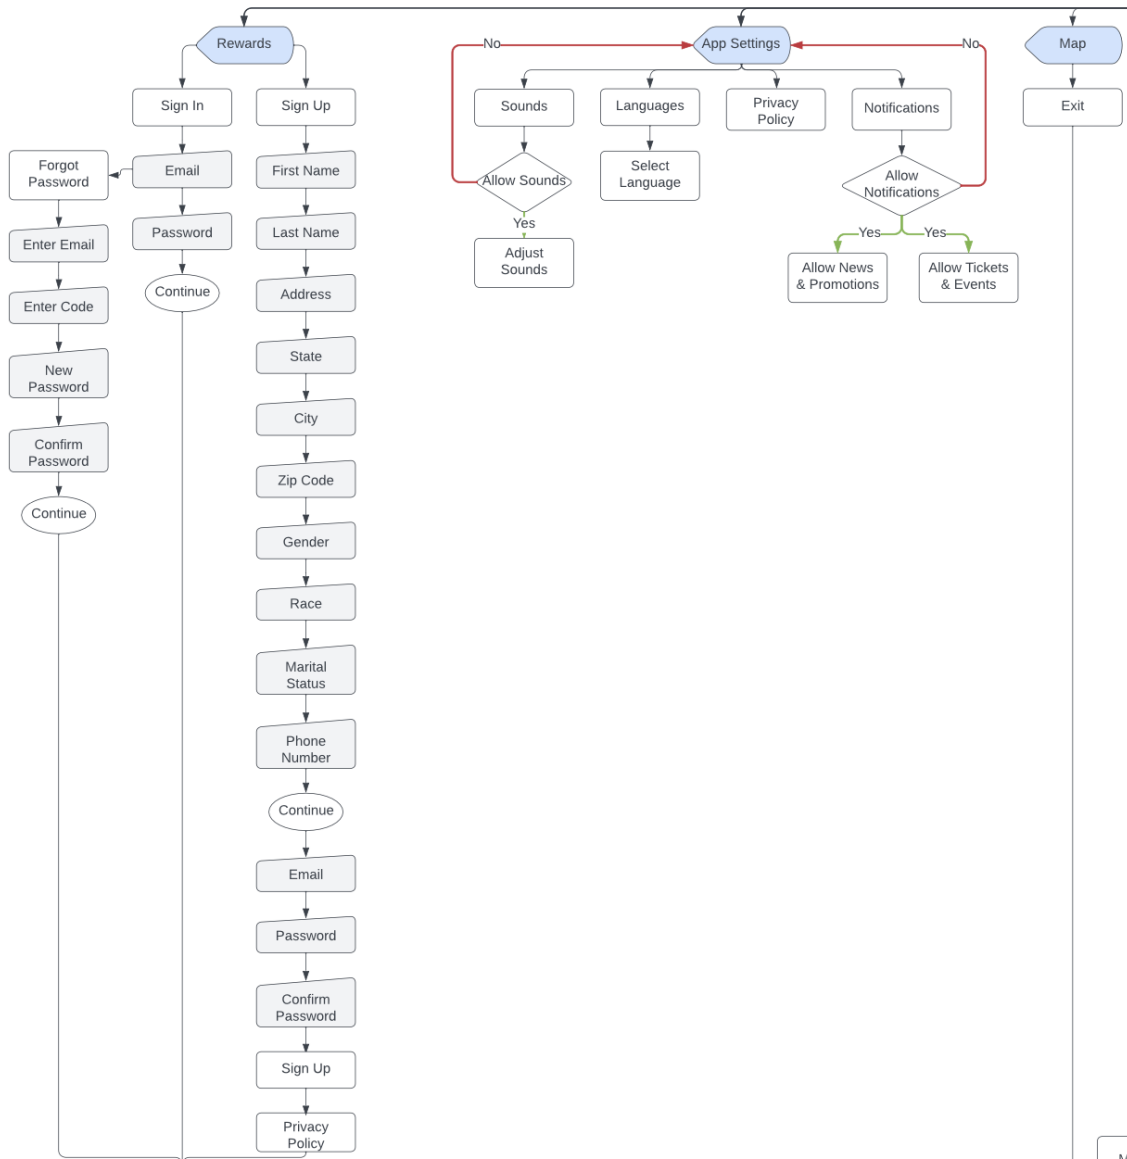 Rewards
Sign In
Sign Up
Forgot
Password
Email
First Name
Enter Email
Password
Last Name
Enter Code
Continue
Address
New
Password
State
Confirm
Password
City
Continue
Zip Code
Gender
Race
Marital
Status
Phone
Number
Continue
Email
Password
Confirm
Password
Sign Up
Privacy
Policy
No
App Settings
No
Sounds
Languages
Privacy
Policy
Notifications
Allow Sounds
Select
Language
Allow
Notifications
Yes
Adjust
Sounds
Yes
Yes
Allow News
& Promotions
Allow Tickets
& Events
Map
Exit